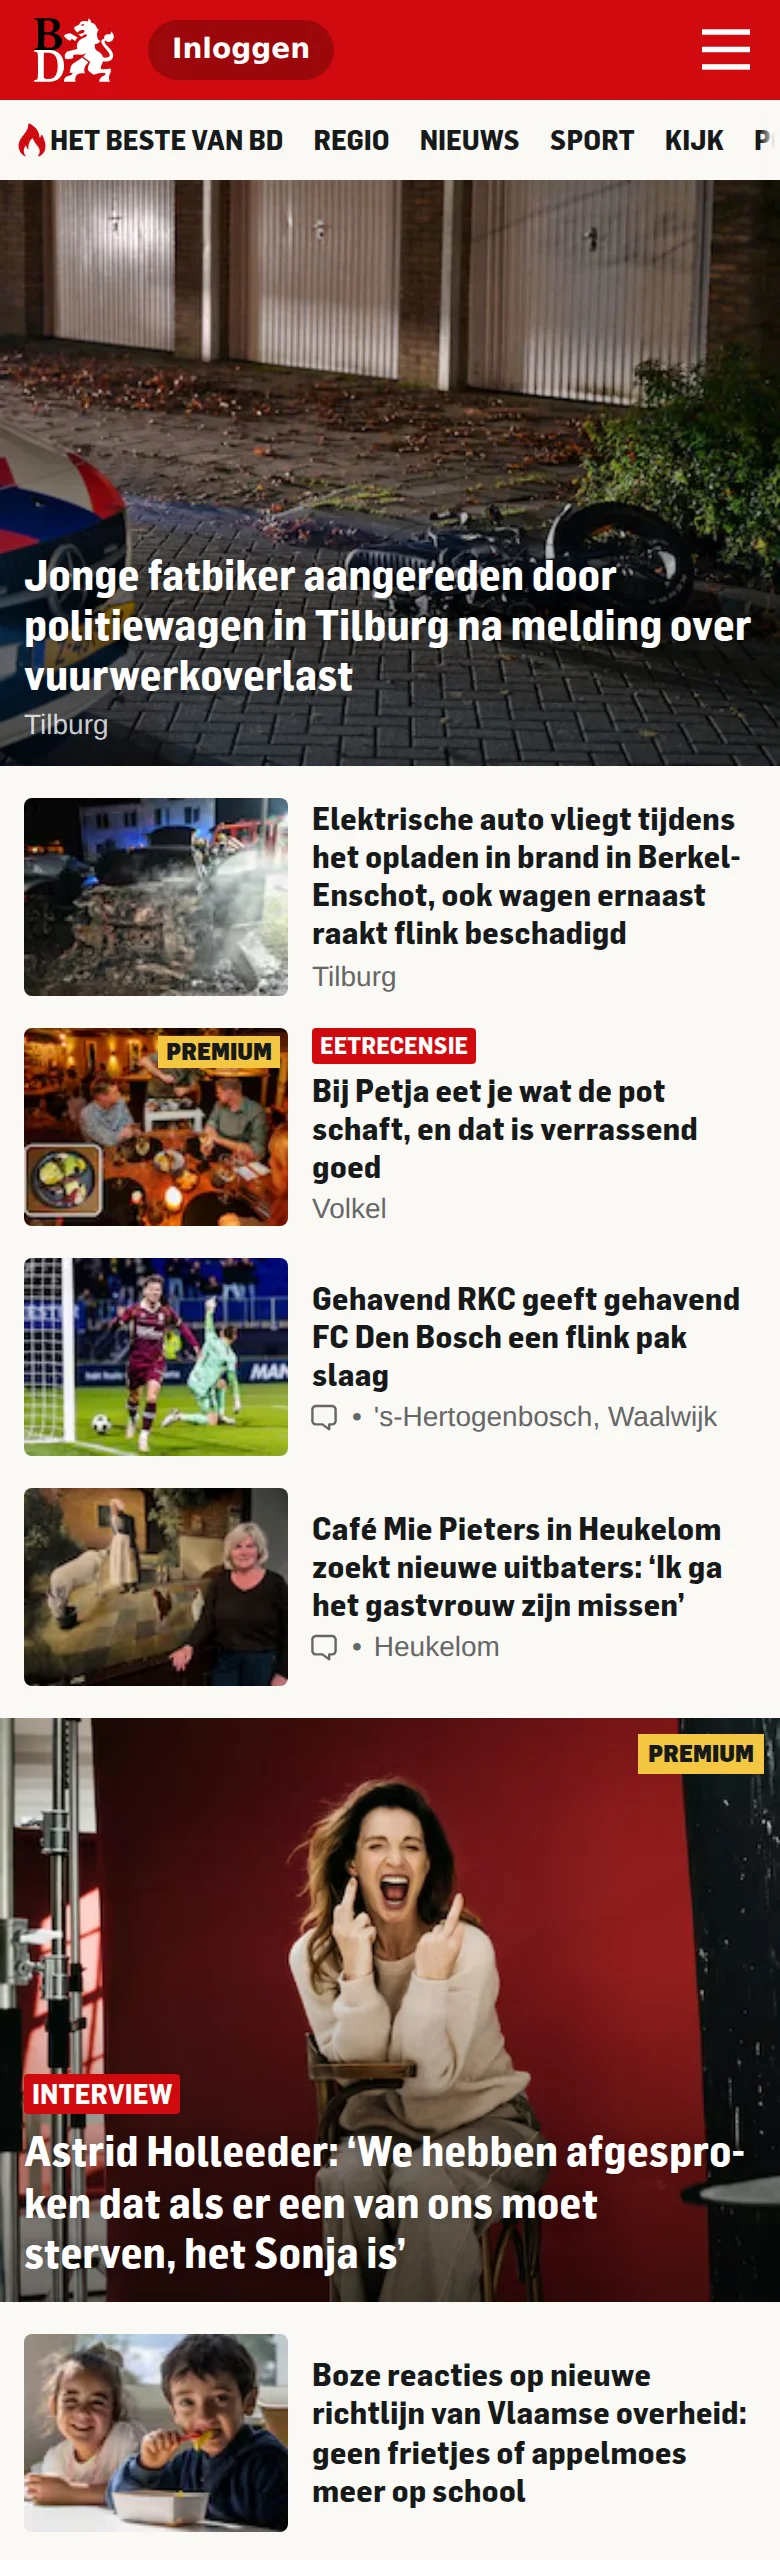 BD
Inloggen
HET BESTE VAN BD REGIO NIEUWS SPORT KIJK
Jonge fatbiker aangereden door
politiewagen in Tilburg na melding over
vuurwerkoverlast
Tilburg
Elektrische auto vliegt tijdens
het opladen in brand in Berkel-
Enschot, ook wagen ernaast
raakt flink beschadigd
Tilburg
PREMIUM
EETRECENSIE
Bij Petja eet je wat de pot
schaft, en dat is verrassend
goed
Volkel
MAN
Gehavend RKC geeft gehavend
FC Den Bosch een flink pak
slaag
• 's-Hertogenbosch, Waalwijk
Café Mie Pieters in Heukelom
zoekt nieuwe uitbaters: ‘Ik ga
het gastvrouw zijn missen’
• Heukelom
PREMIUM
INTERVIEW
Astrid Holleeder: ‘We hebben afgespro-
ken dat als er een van ons moet
sterven, het Sonja is’
Boze reacties op nieuwe
richtlijn van Vlaamse overheid:
geen frietjes of appelmoes
meer op school